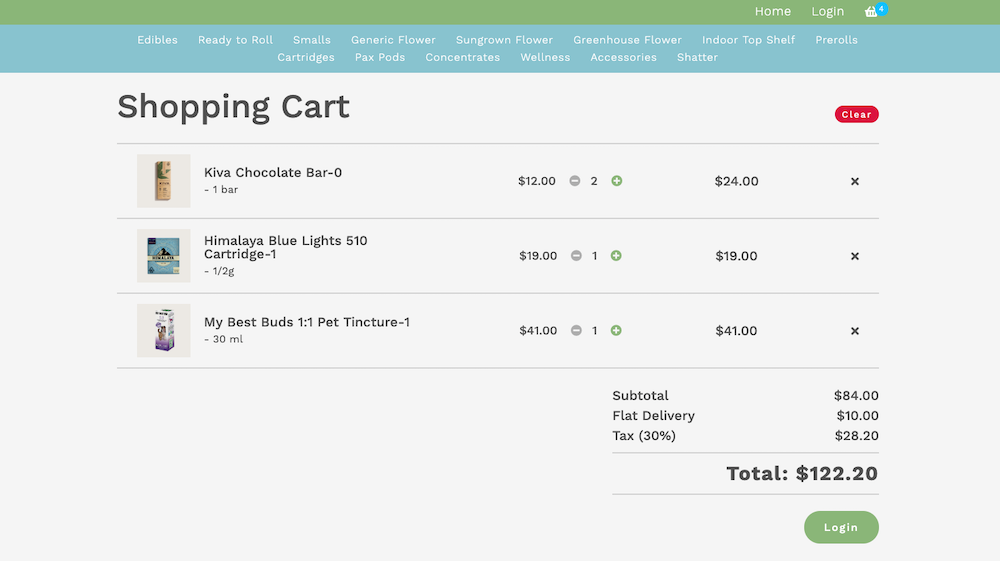 Home Login 4
Edibles Ready to Roll Smalls Generic Flower Sungrown Flower Greenhouse Flower Indoor Top Shelf Prerolls
Cartridges Pax Pods Concentrates Wellness Accessories Shatter
Shopping Cart
Clear
Kiva Chocolate Bar-0
- 1 bar
$12.00 2 $24.00
KIVA
Himalaya Blue Lights 510
Cartridge-1
- 1/2g
$19.00 1 $19.00
HIMALAYA
My Best Buds 1:1 Pet Tincture-1
- 30 ml
$41.00 1 $41.00
Subtotal $84.00
Flat Delivery $10.00
Tax (30%) $28.20
Total: $122.20
Login